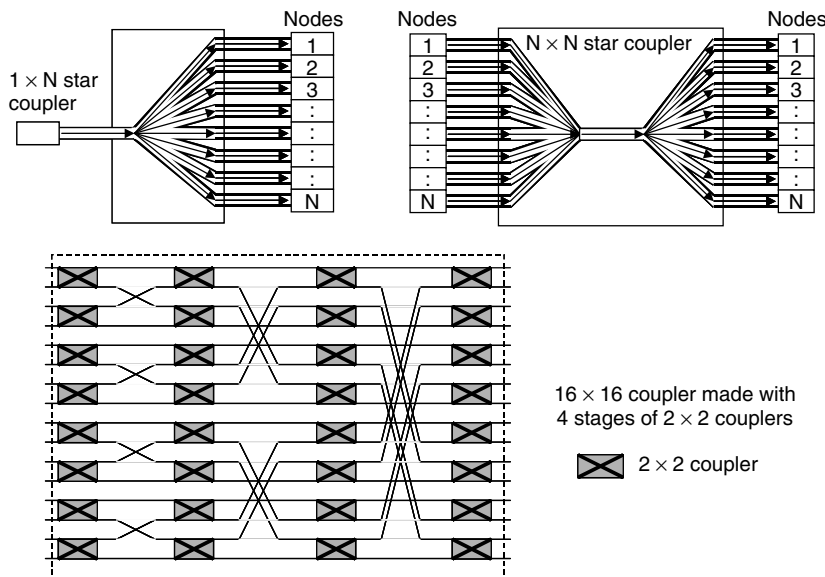 Nodes
1 × N star
coupler
1
2
3
:
:
:
:
N
Nodes
1
2
3
:
:
:
:
N
N × N star coupler
Nodes
1
2
3
:
:
:
:
N
16 × 16 coupler made with
4 stages of 2 × 2 couplers
2 × 2 coupler